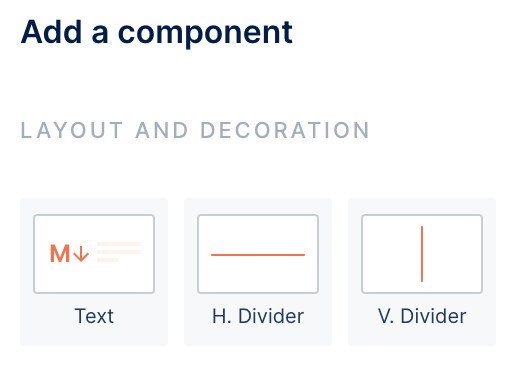 Add a component
LAYOUT AND DECORATION
M↓
Text
H. Divider
V. Divider